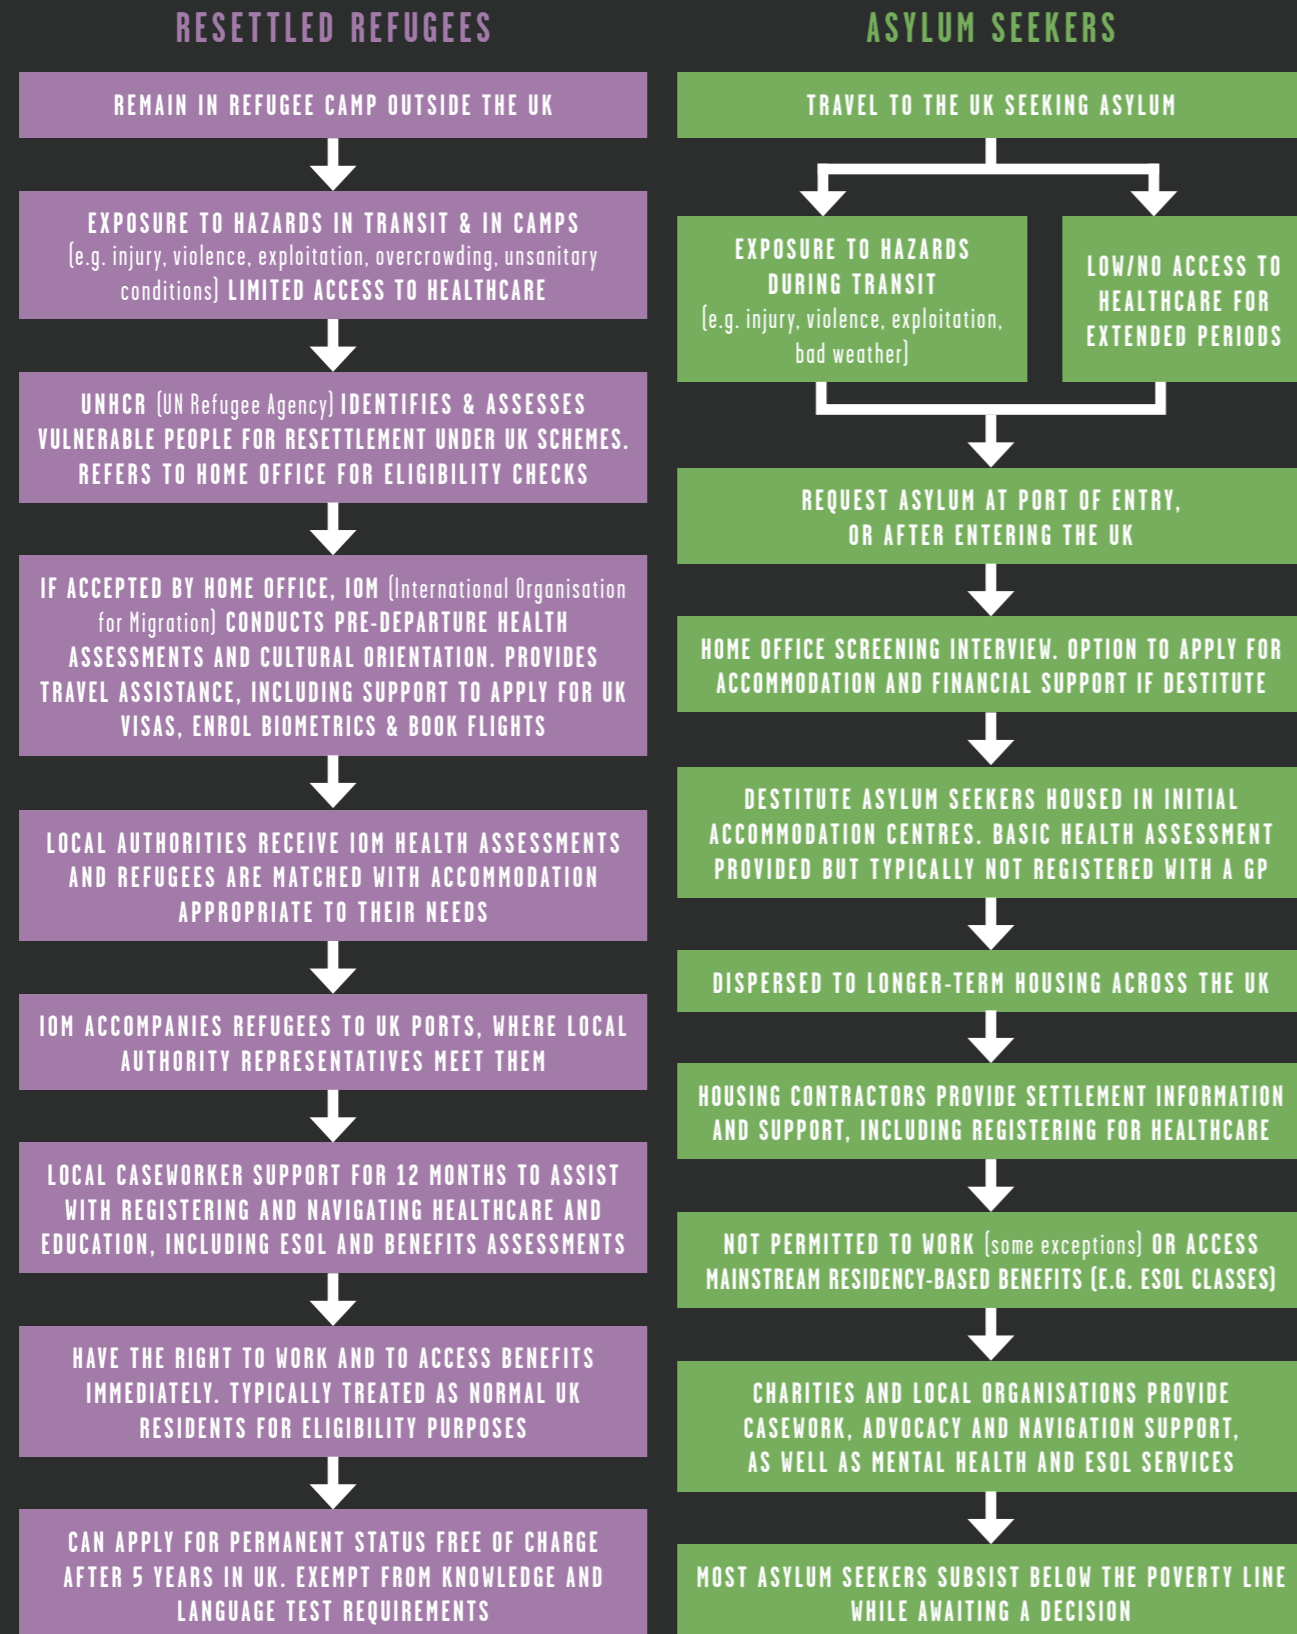 RESETTLED REFUGEES
REMAIN IN REFUGEE CAMP OUTSIDE THE UK
EXPOSURE TO HAZARDS IN TRANSIT & IN CAMPS
(e.g. injury, violence, exploitation, overcrowding, unsanitary
conditions) LIMITED ACCESS TO HEALTHCARE
UNHCR (UN Refugee Agency) IDENTIFIES & ASSESSES
VULNERABLE PEOPLE FOR RESETTLEMENT UNDER UK SCHEMES.
REFERS TO HOME OFFICE FOR ELIGIBILITY CHECKS
IF ACCEPTED BY HOME OFFICE, IOM (International Organisation
for Migration) CONDUCTS PRE-DEPARTURE HEALTH
ASSESSMENTS AND CULTURAL ORIENTATION. PROVIDES
TRAVEL ASSISTANCE, INCLUDING SUPPORT TO APPLY FOR UK
VISAS, ENROL BIOMETRICS & BOOK FLIGHTS
LOCAL AUTHORITIES RECEIVE IOM HEALTH ASSESSMENTS
AND REFUGEES ARE MATCHED WITH ACCOMMODATION
APPROPRIATE TO THEIR NEEDS
IOM ACCOMPANIES REFUGEES TO UK PORTS, WHERE LOCAL
AUTHORITY REPRESENTATIVES MEET THEM
LOCAL CASEWORKER SUPPORT FOR 12 MONTHS TO ASSIST
WITH REGISTERING AND NAVIGATING HEALTHCARE AND
EDUCATION, INCLUDING ESOL AND BENEFITS ASSESSMENTS
HAVE THE RIGHT TO WORK AND TO ACCESS BENEFITS
IMMEDIATELY. TYPICALLY TREATED AS NORMAL UK
RESIDENTS FOR ELIGIBILITY PURPOSES
CAN APPLY FOR PERMANENT STATUS FREE OF CHARGE
AFTER 5 YEARS IN UK. EXEMPT FROM KNOWLEDGE AND
LANGUAGE TEST REQUIREMENTS
ASYLUM SEEKERS
TRAVEL TO THE UK SEEKING ASYLUM
EXPOSURE TO HAZARDS
DURING TRANSIT
(e.g. injury, violence, exploitation,
bad weather)
LOW/NO ACCESS TO
HEALTHCARE FOR
EXTENDED PERIODS
REQUEST ASYLUM AT PORT OF ENTRY,
OR AFTER ENTERING THE UK
HOME OFFICE SCREENING INTERVIEW. OPTION TO APPLY FOR
ACCOMMODATION AND FINANCIAL SUPPORT IF DESTITUTE
DESTITUTE ASYLUM SEEKERS HOUSED IN INITIAL
ACCOMMODATION CENTRES. BASIC HEALTH ASSESSMENT
PROVIDED BUT TYPICALLY NOT REGISTERED WITH A GP
DISPERSED TO LONGER-TERM HOUSING ACROSS THE UK
HOUSING CONTRACTORS PROVIDE SETTLEMENT INFORMATION
AND SUPPORT, INCLUDING REGISTERING FOR HEALTHCARE
NOT PERMITTED TO WORK (some exceptions) OR ACCESS
MAINSTREAM RESIDENCY-BASED BENEFITS (E.G. ESOL CLASSES)
CHARITIES AND LOCAL ORGANISATIONS PROVIDE
CASEWORK, ADVOCACY AND NAVIGATION SUPPORT,
AS WELL AS MENTAL HEALTH AND ESOL SERVICES
MOST ASYLUM SEEKERS SUBSIST BELOW THE POVERTY LINE
WHILE AWAITING A DECISION